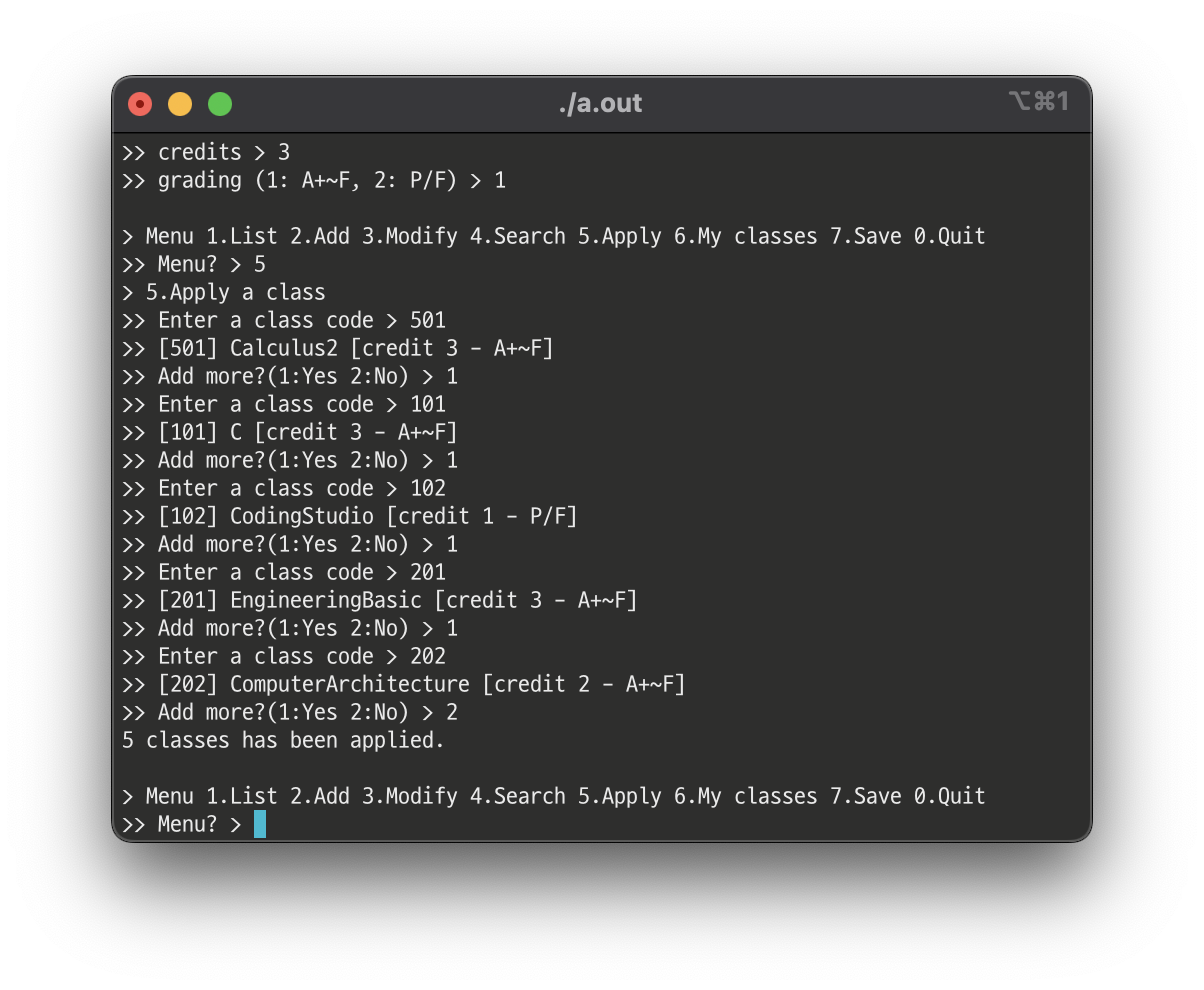 ./a.out
⌥⌘1
>> credits > 3
>> grading (1: A+~F, 2: P/F) > 1
> Menu 1.List 2.Add 3.Modify 4.Search 5.Apply 6.My classes 7.Save 0.Quit
>> Menu? > 5
> 5.Apply a class
>> Enter a class code > 501
>> [501] Calculus2 [credit 3 - A+~F]
>> Add more?(1:Yes 2:No) > 1
>> Enter a class code > 101
>> [101] C [credit 3 - A+~F]
>> Add more?(1:Yes 2:No) > 1
>> Enter a class code > 102
>> [102] CodingStudio [credit 1 - P/F]
>> Add more?(1:Yes 2:No) > 1
>> Enter a class code > 201
>> [201] EngineeringBasic [credit 3 - A+~F]
>> Add more?(1:Yes 2:No) > 1
>> Enter a class code > 202
>> [202] ComputerArchitecture [credit 2 - A+~F]
>> Add more?(1:Yes 2:No) > 2
5 classes has been applied.
> Menu 1.List 2.Add 3.Modify 4.Search 5.Apply 6.My classes 7.Save 0.Quit
>> Menu? >